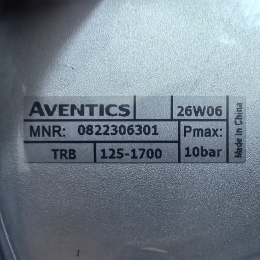 AVENTICS 26W06
MNR: 0822306301 Pmax:
TRB 125-1700 10bar
Made in China